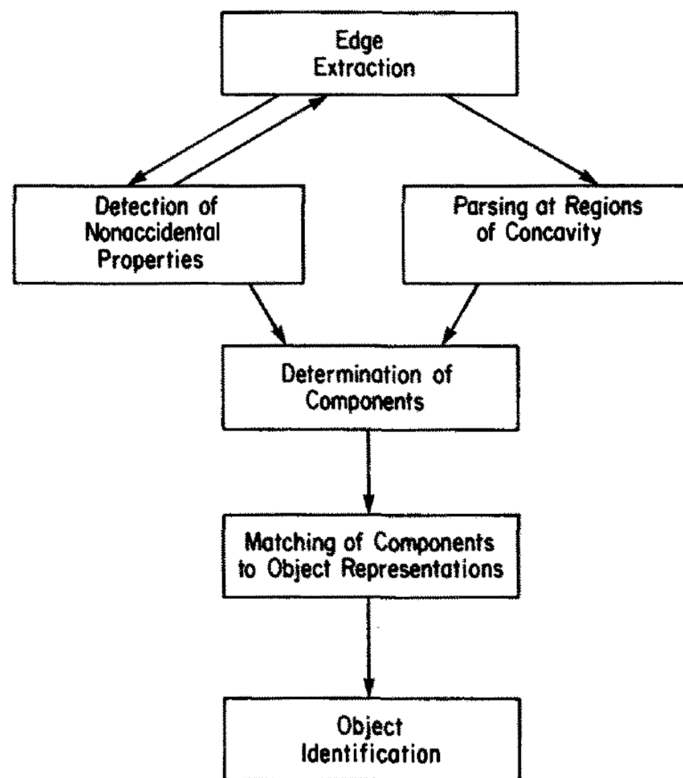 Edge
Extraction
Detection of
Nonaccidental
Properties
Parsing at Regions
of Concavity
Determination of
Components
Matching of Components
to Object Representations
Object
Identification